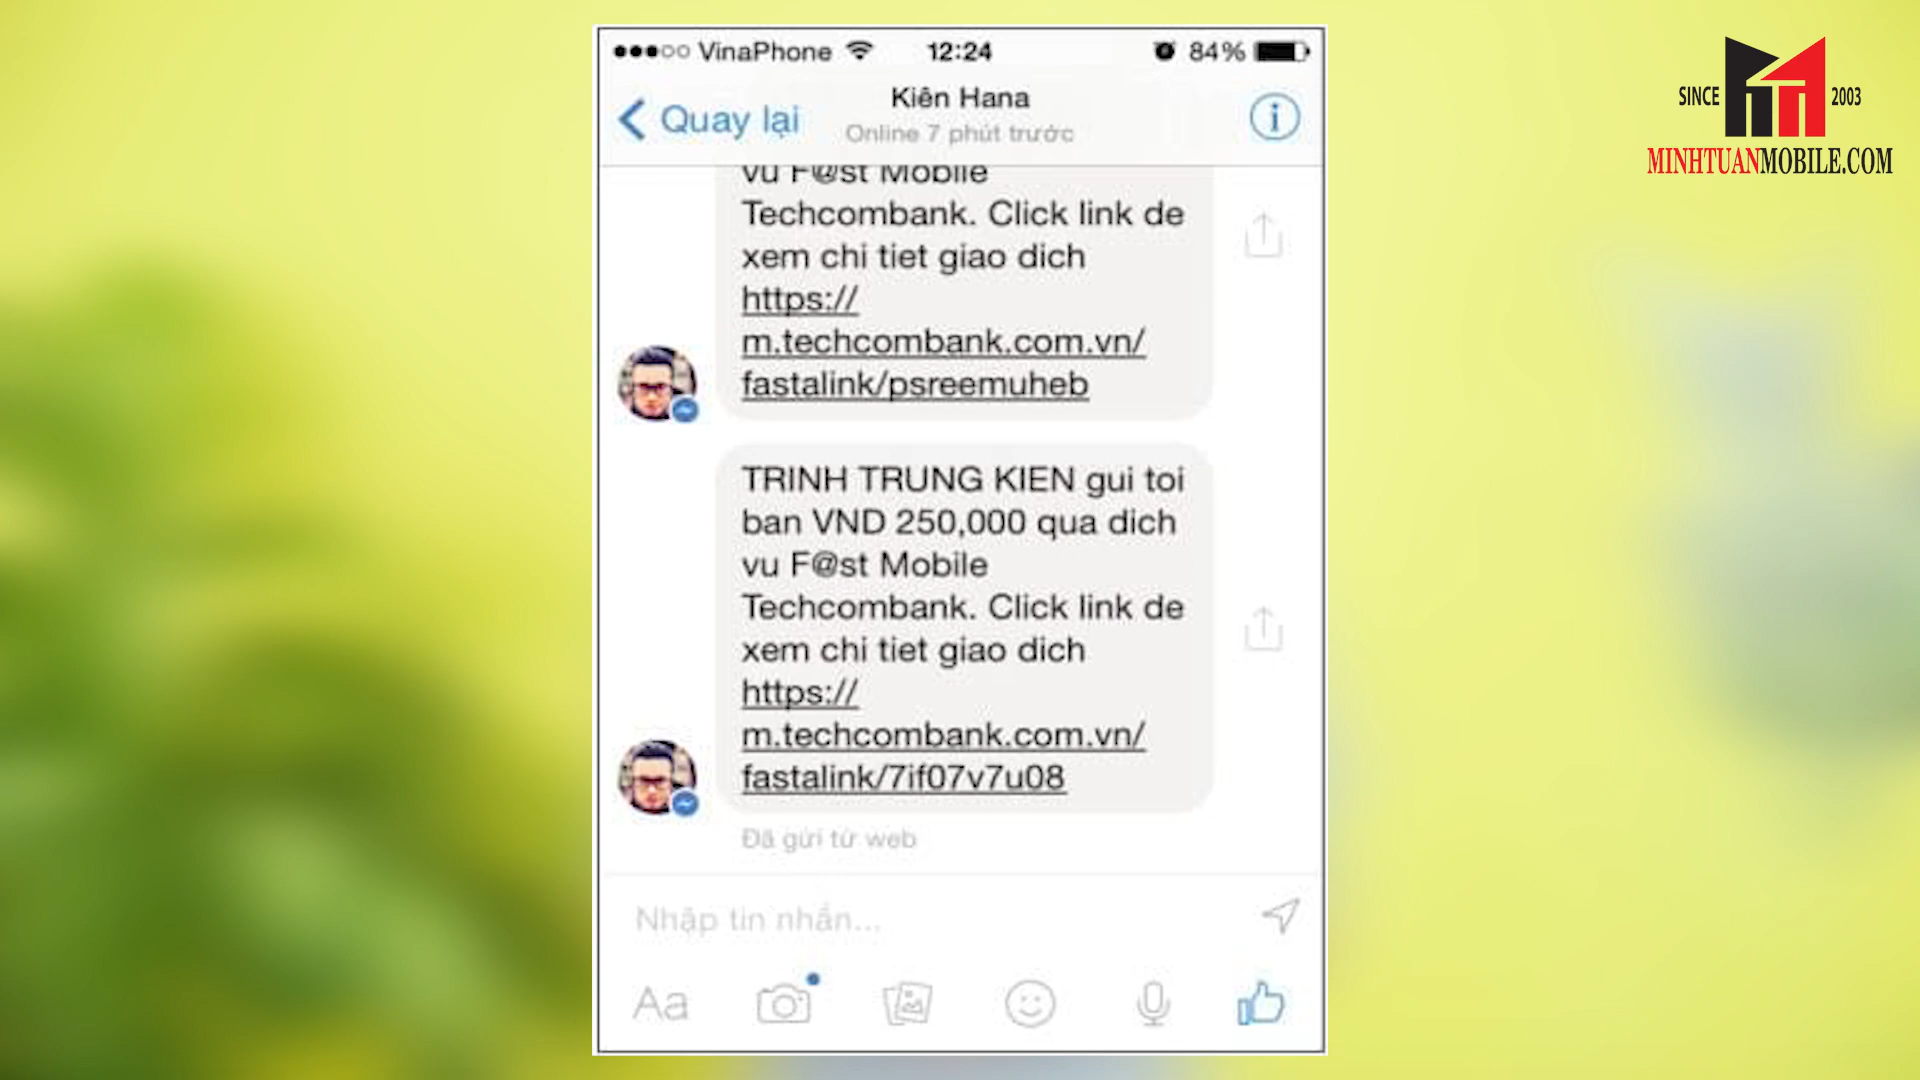 VinaPhone 12:24 84%
SINCE 2003
MINHTUANMOBILE.COM
Quay lại
Kiên Hana
Online 7 phút trước
vu F@st Mobile
Techcombank. Click link de
xem chi tiet giao dich
https://
m.techcombank.com.vn/
fastalink/psreemuheb
TRINH TRUNG KIEN gui toi
ban VND 250,000 qua dich
vu F@st Mobile
Techcombank. Click link de
xem chi tiet giao dich
https://
m.techcombank.com.vn/
fastalink/7if07v7u08
Đã gửi từ web
Nhập tin nhắn...
Aa